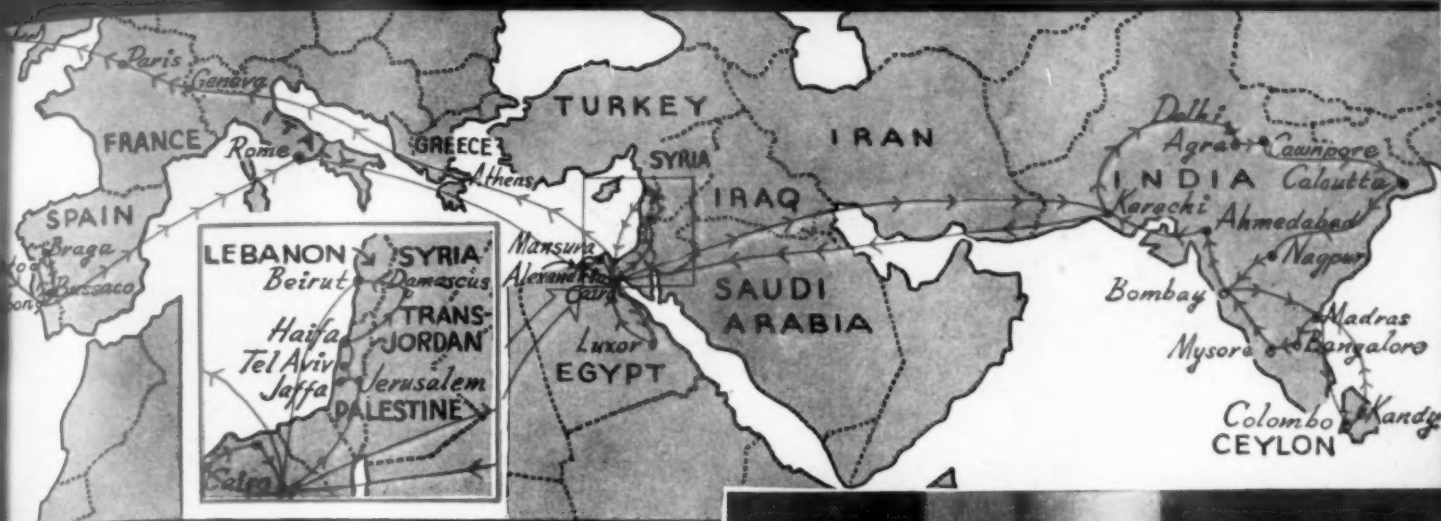 Paris
Geneva
FRANCE
Rome
SPAIN
Braga
Bussaco
GREECE
Athens
TURKEY
SYRIA
IRAQ
IRAN
Mansura
Alexandria
Cairo
Luxor
EGYPT
SAUDI
ARABIA
LEBANON
SYRIA
Beirut
Damascus
TRANS-
JORDAN
Haifa
Tel Aviv
Jaffa
Jerusalem
PALESTINE
Cairo
Delhi
Agra
Cawnpore
INDIA
Calcutta
Karachi
Ahmedabad
Nagpur
Bombay
Madras
Mysore
Bangalore
Colombo
Kandy
CEYLON